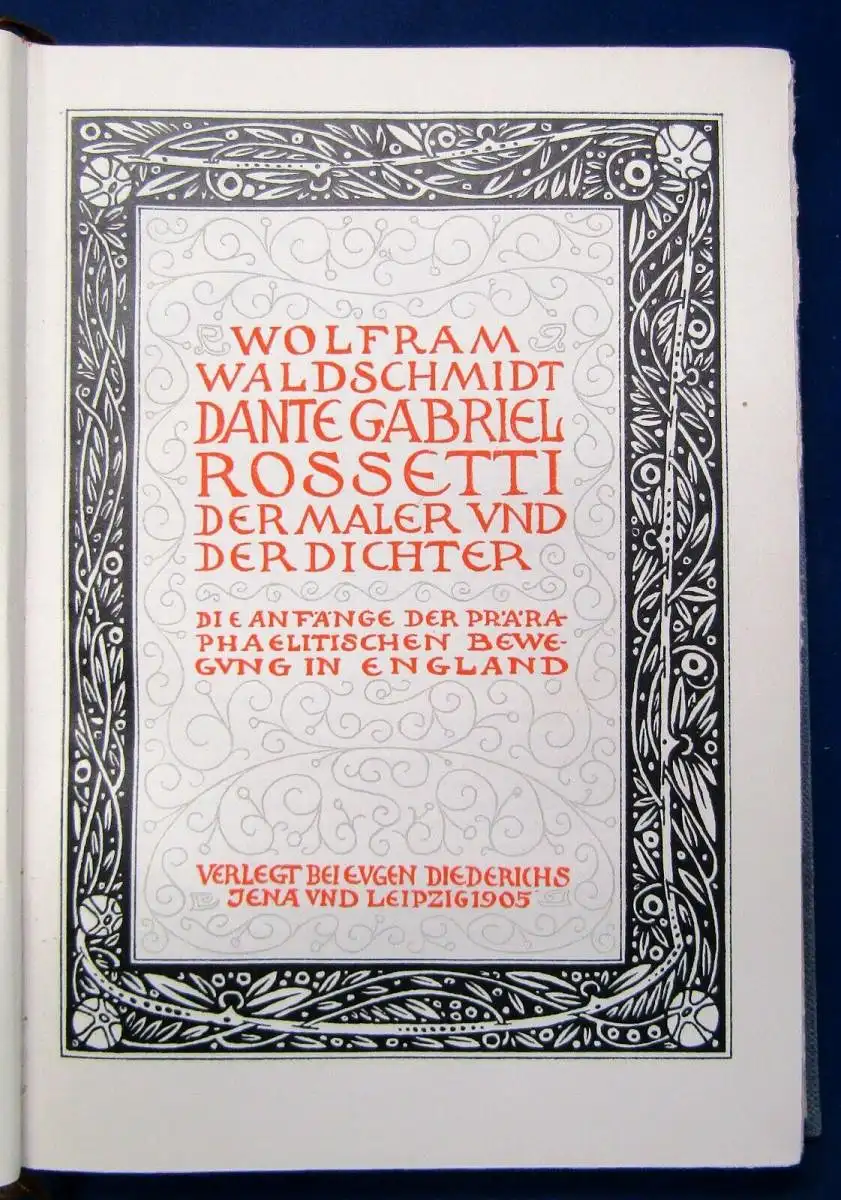 WOLFRAM
WALDSCHMIDT
DANTE GABRIEL
ROSSETTI
DER MALER VND
DER DICHTER
DIE ANFÄNGE DER PRÄRA-
PHAELITISCHEN BEWE-
GVNG IN ENGLAND
VERLEGT BEI EVGEN DIEDERICHS
JENA VND LEIPZIG 1905